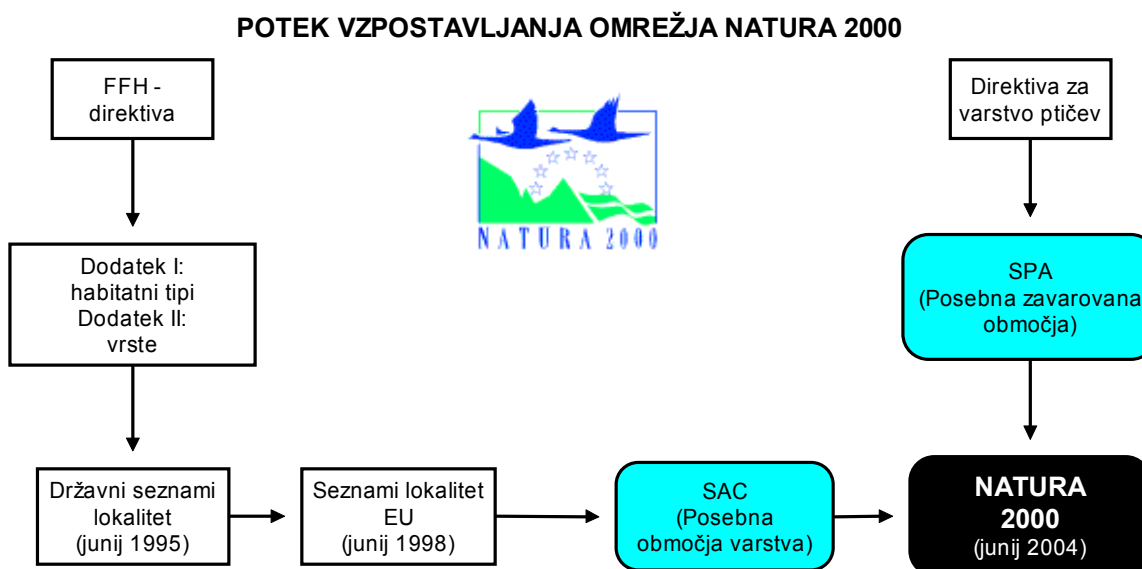 POTEK VZPOSTAVLJANJA OMREŽJA NATURA 2000
FFH -
direktiva
Direktiva za
varstvo ptičev
NATURA 2000
Dodatek I:
habitatni tipi
Dodatek II:
vrste
SPA
(Posebna zavarovana
območja)
Državni seznami
lokalitet
(junij 1995)
Seznami lokalitet
EU
(junij 1998)
SAC
(Posebna
območja varstva)
NATURA
2000
(junij 2004)